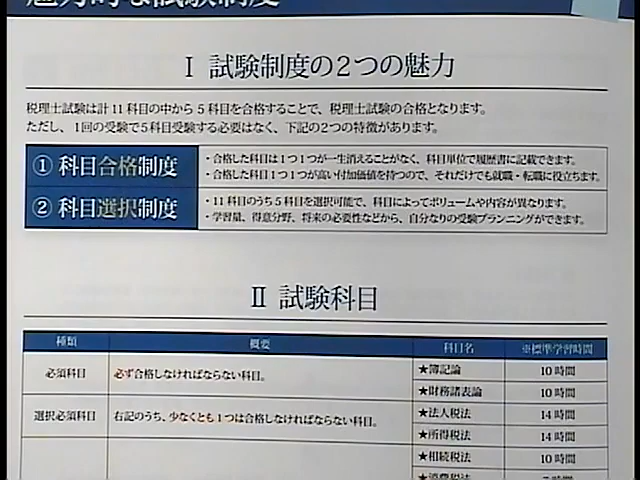 魅力的な試験制度
I 試験制度の2つの魅力
税理士試験は計11科目の中から5科目を合格することで、税理士試験の合格となります。
ただし、1回の受験で5科目受験する必要はなく、下記の2つの特徴があります。
① 科目合格制度
・合格した科目は1つ1つが一生消えることがなく、科目単位で履歴書に記載できます。
・合格した科目1つ1つが高い付加価値を持つので、それだけでも就職・転職に役立ちます。
② 科目選択制度
・11科目のうち5科目を選択可能で、科目によってボリュームや内容が異なります。
・学習量、得意分野、将来の必要性などから、自分なりの受験プランニングができます。
II 試験科目
種類 概要 科目名 ※標準学習時間
必須科目 必ず合格しなければならない科目。 ★簿記論 10時間
★財務諸表論 10時間
選択必須科目 右記のうち、少なくとも1つは合格しなければならない科目。 ★法人税法 14時間
★所得税法 14時間
★相続税法 10時間
★消費税法